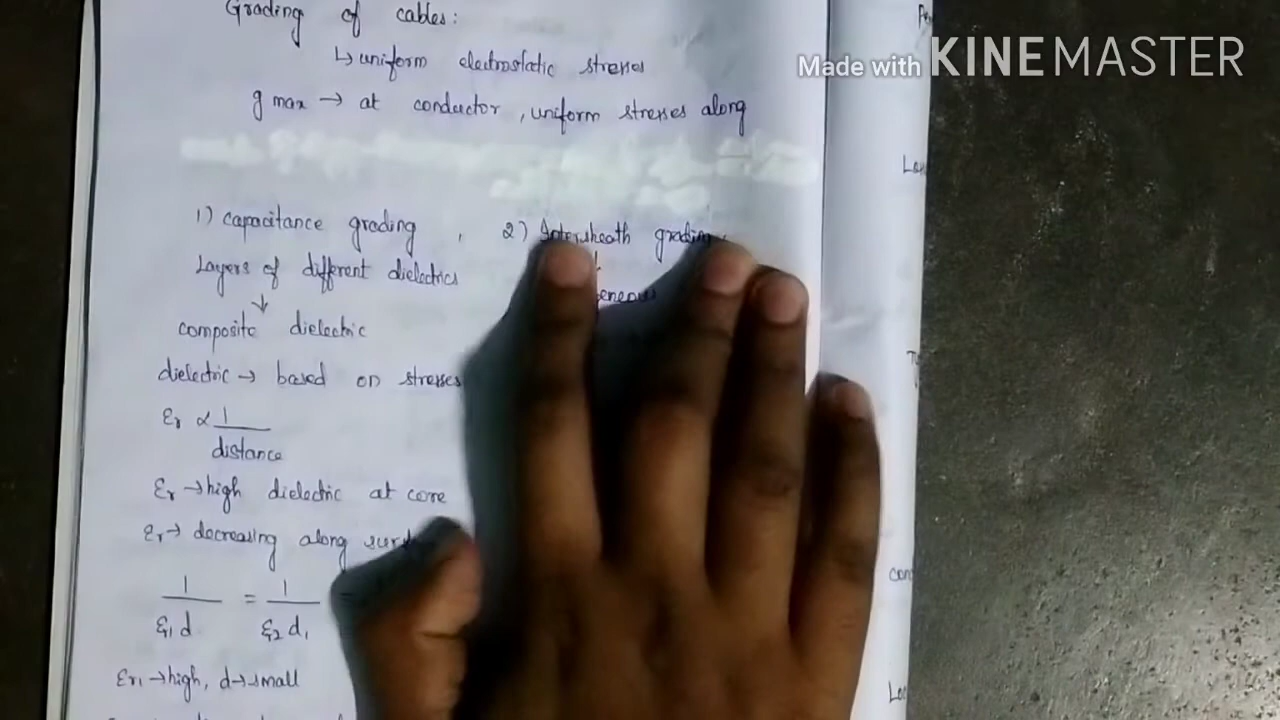 Grading of cables:
↳ uniform electrostatic stresses
g max → at conductor, uniform stresses along
1) capacitance grading, 2) Intersheath grading
Layers of different dielectrics
↓
composite dielectric
dielectric → based on stresses
εr ∝ 1/distance
εr → high dielectric at core
εr → decreasing along
1/ε1 d = 1/ε2 d1
εr1 → high, d → small
Made with KINEMASTER